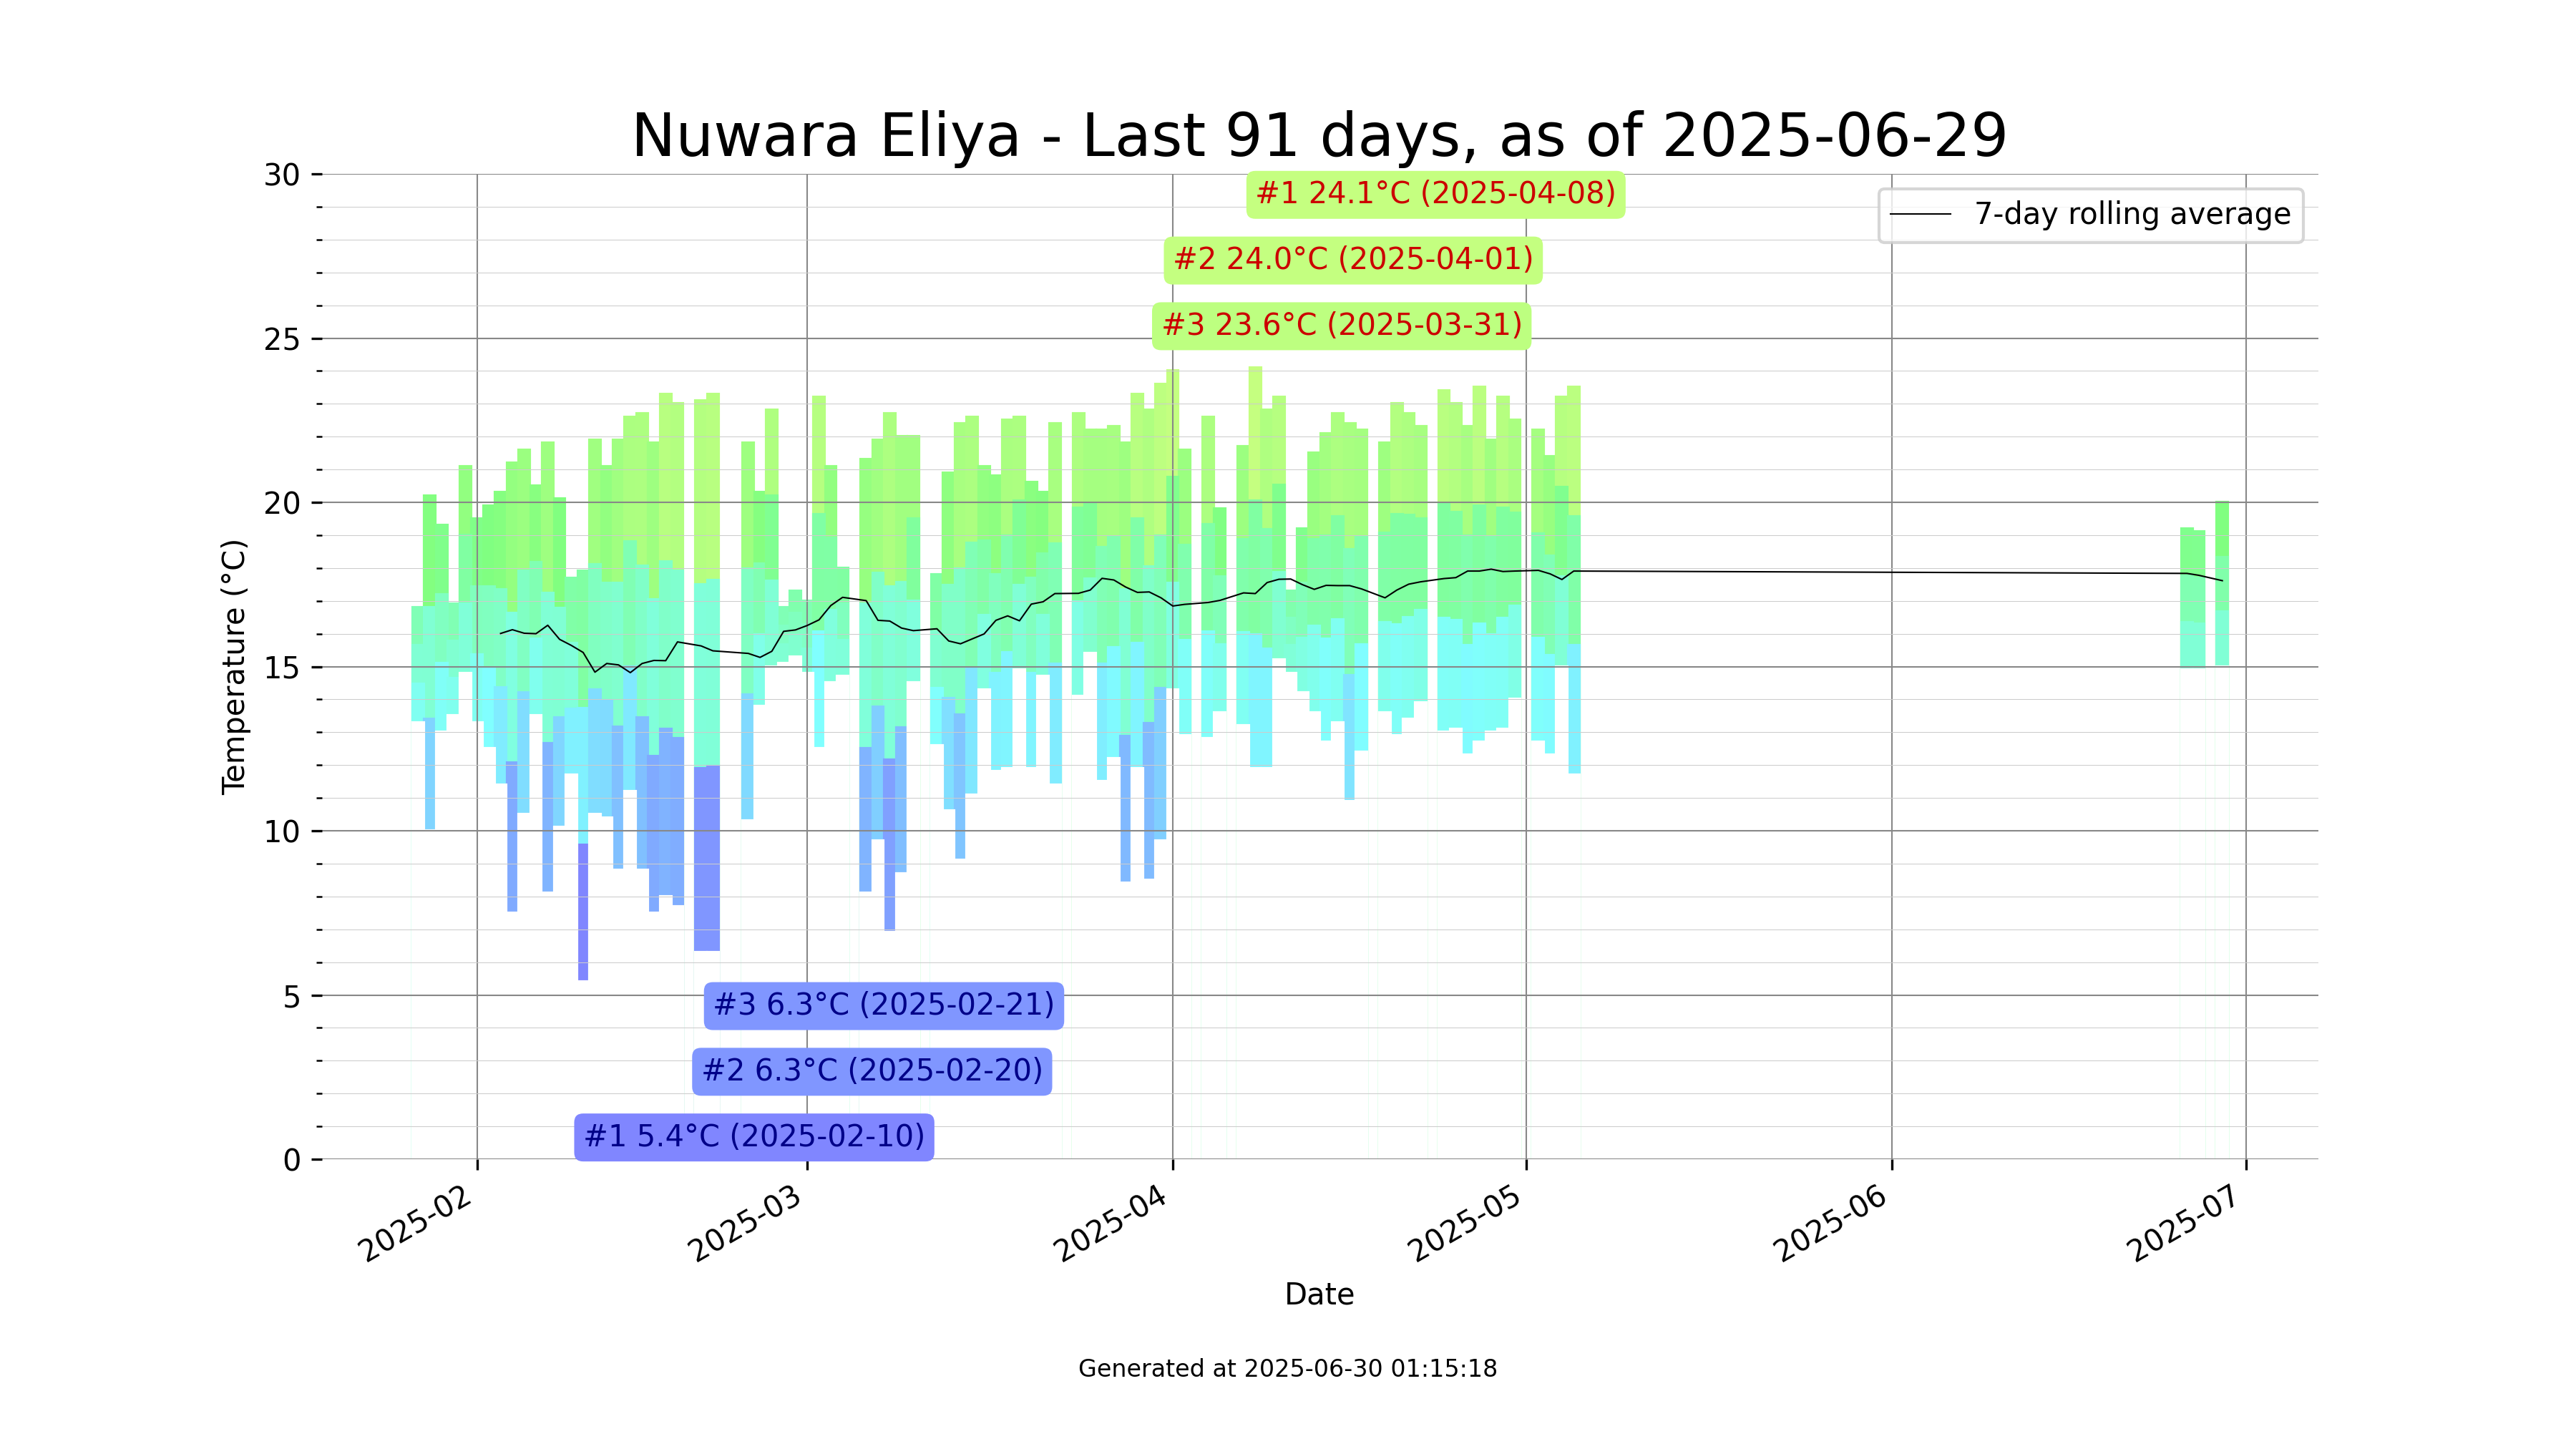 Nuwara Eliya - Last 91 days, as of 2025-06-29
30
25
20
15
10
5
0
Temperature (°C)
#1 24.1°C (2025-04-08)
#2 24.0°C (2025-04-01)
#3 23.6°C (2025-03-31)
7-day rolling average
#3 6.3°C (2025-02-21)
#2 6.3°C (2025-02-20)
#1 5.4°C (2025-02-10)
2025-02
2025-03
2025-04
2025-05
2025-06
2025-07
Date
Generated at 2025-06-30 01:15:18